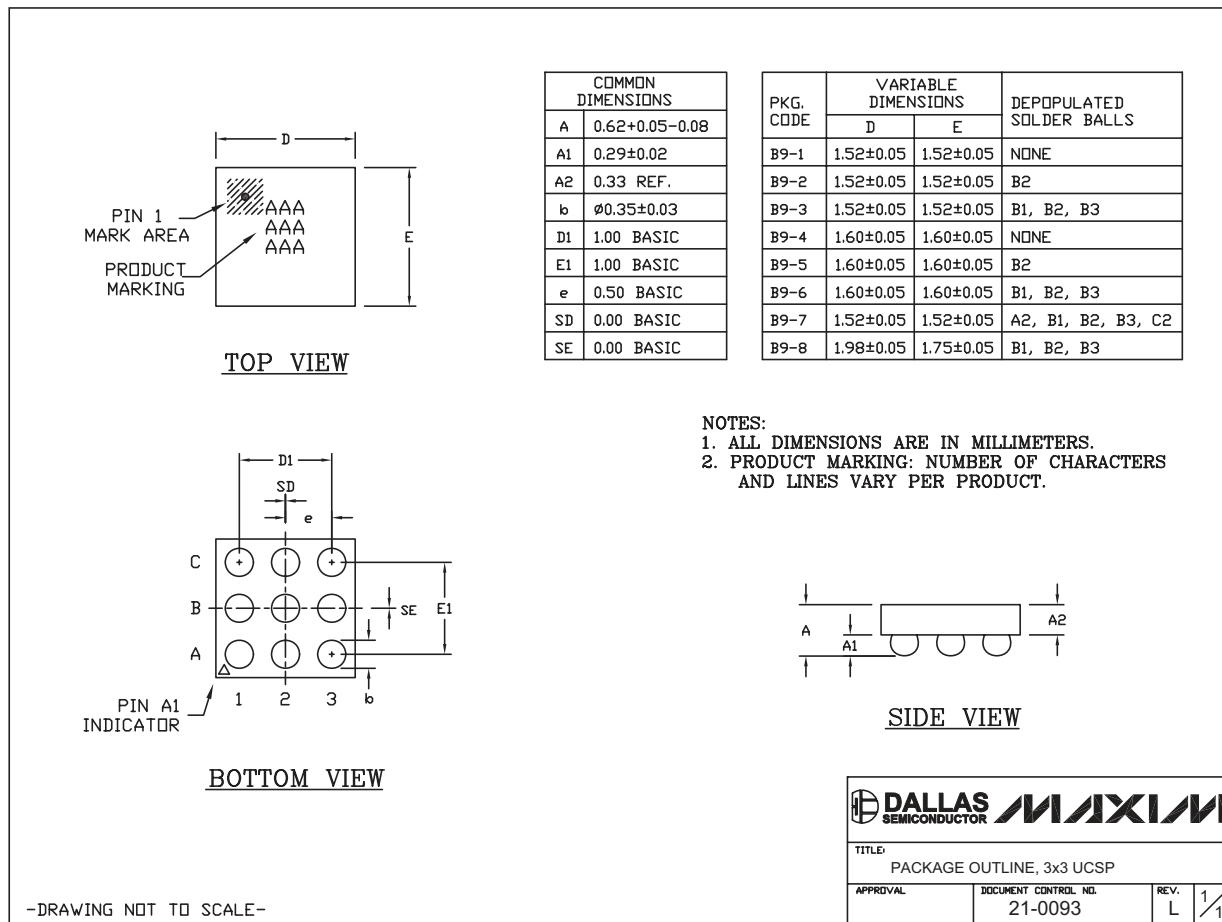 COMMON
DIMENSIONS
A 0.62+0.05-0.08
A1 0.29±0.02
A2 0.33 REF.
b ø0.35±0.03
D1 1.00 BASIC
E1 1.00 BASIC
e 0.50 BASIC
SD 0.00 BASIC
SE 0.00 BASIC
PKG.
CODE
VARIABLE
DIMENSIONS
D E
DEPOPULATED
SOLDER BALLS
B9-1 1.52±0.05 1.52±0.05 NONE
B9-2 1.52±0.05 1.52±0.05 B2
B9-3 1.52±0.05 1.52±0.05 B1, B2, B3
B9-4 1.60±0.05 1.60±0.05 NONE
B9-5 1.60±0.05 1.60±0.05 B2
B9-6 1.60±0.05 1.60±0.05 B1, B2, B3
B9-7 1.52±0.05 1.52±0.05 A2, B1, B2, B3, C2
B9-8 1.98±0.05 1.75±0.05 B1, B2, B3
D
E
PIN 1
MARK AREA
AAA
AAA
AAA
PRODUCT
MARKING
TOP VIEW
NOTES:
1. ALL DIMENSIONS ARE IN MILLIMETERS.
2. PRODUCT MARKING: NUMBER OF CHARACTERS
AND LINES VARY PER PRODUCT.
D1
SD
e
C
B
A
SE
E1
1 2 3 b
PIN A1
INDICATOR
BOTTOM VIEW
A
A1
A2
SIDE VIEW
DALLAS
SEMICONDUCTOR
MAXIM
TITLE:
PACKAGE OUTLINE, 3x3 UCSP
APPROVAL
DOCUMENT CONTROL NO.
21-0093
REV.
L
1/1
-DRAWING NOT TO SCALE-